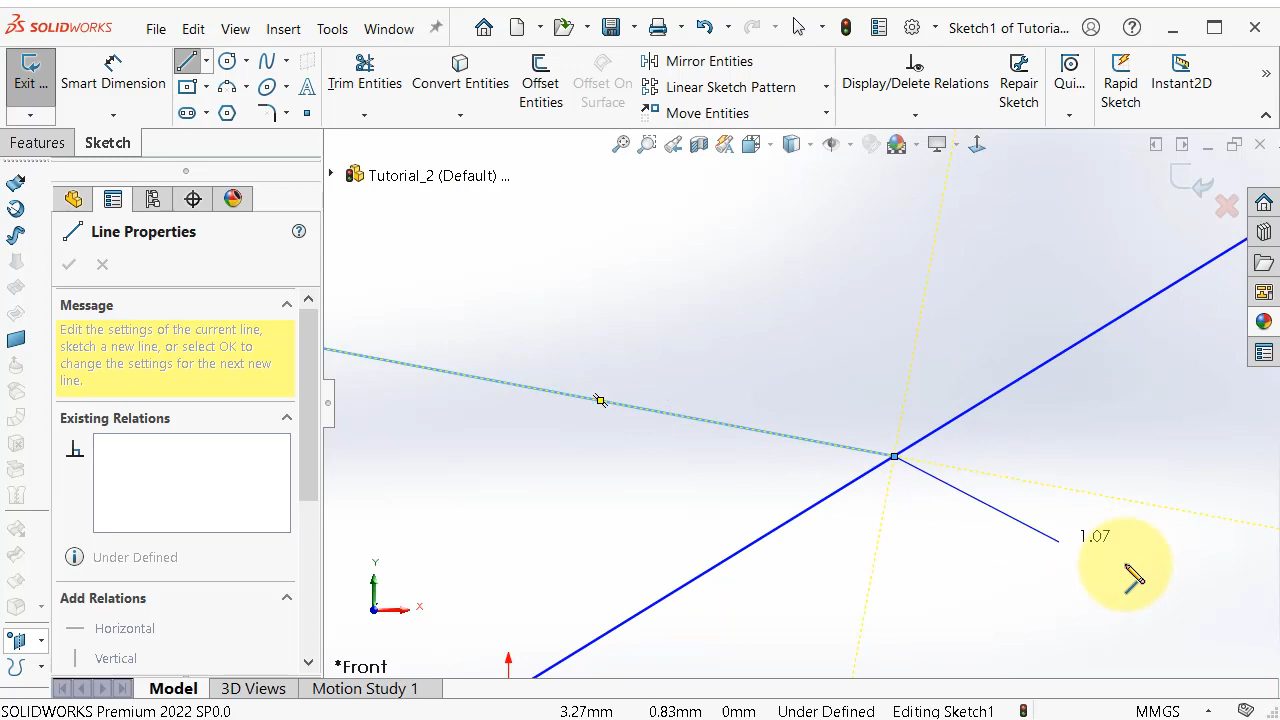 SOLIDWORKS File Edit View Insert Tools Window Sketch1 of Tutoria...
Exit ... Smart Dimension Trim Entities Convert Entities Offset Entities Offset On Surface Mirror Entities Linear Sketch Pattern Move Entities Display/Delete Relations Repair Sketch Qui... Rapid Sketch Instant2D
Features Sketch
Tutorial_2 (Default) ...
Line Properties
Message
Edit the settings of the current line,
sketch a new line, or select OK to
change the settings for the next new
line.
Existing Relations
Under Defined
Add Relations
Horizontal
Vertical
1.07
Y
X
*Front
Model 3D Views Motion Study 1
SOLIDWORKS Premium 2022 SP0.0 3.27mm 0.83mm 0mm Under Defined Editing Sketch1 MMGS